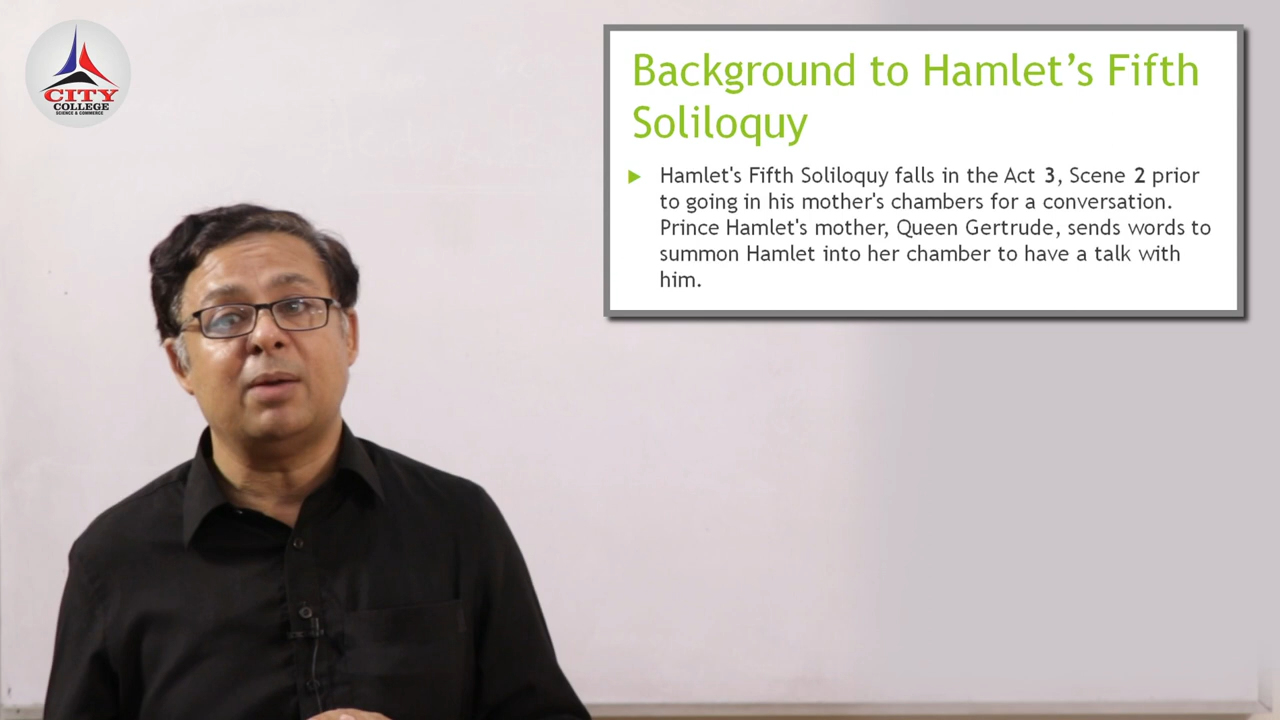 CITY
COLLEGE
SCIENCE & COMMERCE
Background to Hamlet’s Fifth
Soliloquy
Hamlet's Fifth Soliloquy falls in the Act 3, Scene 2 prior
to going in his mother's chambers for a conversation.
Prince Hamlet's mother, Queen Gertrude, sends words to
summon Hamlet into her chamber to have a talk with
him.